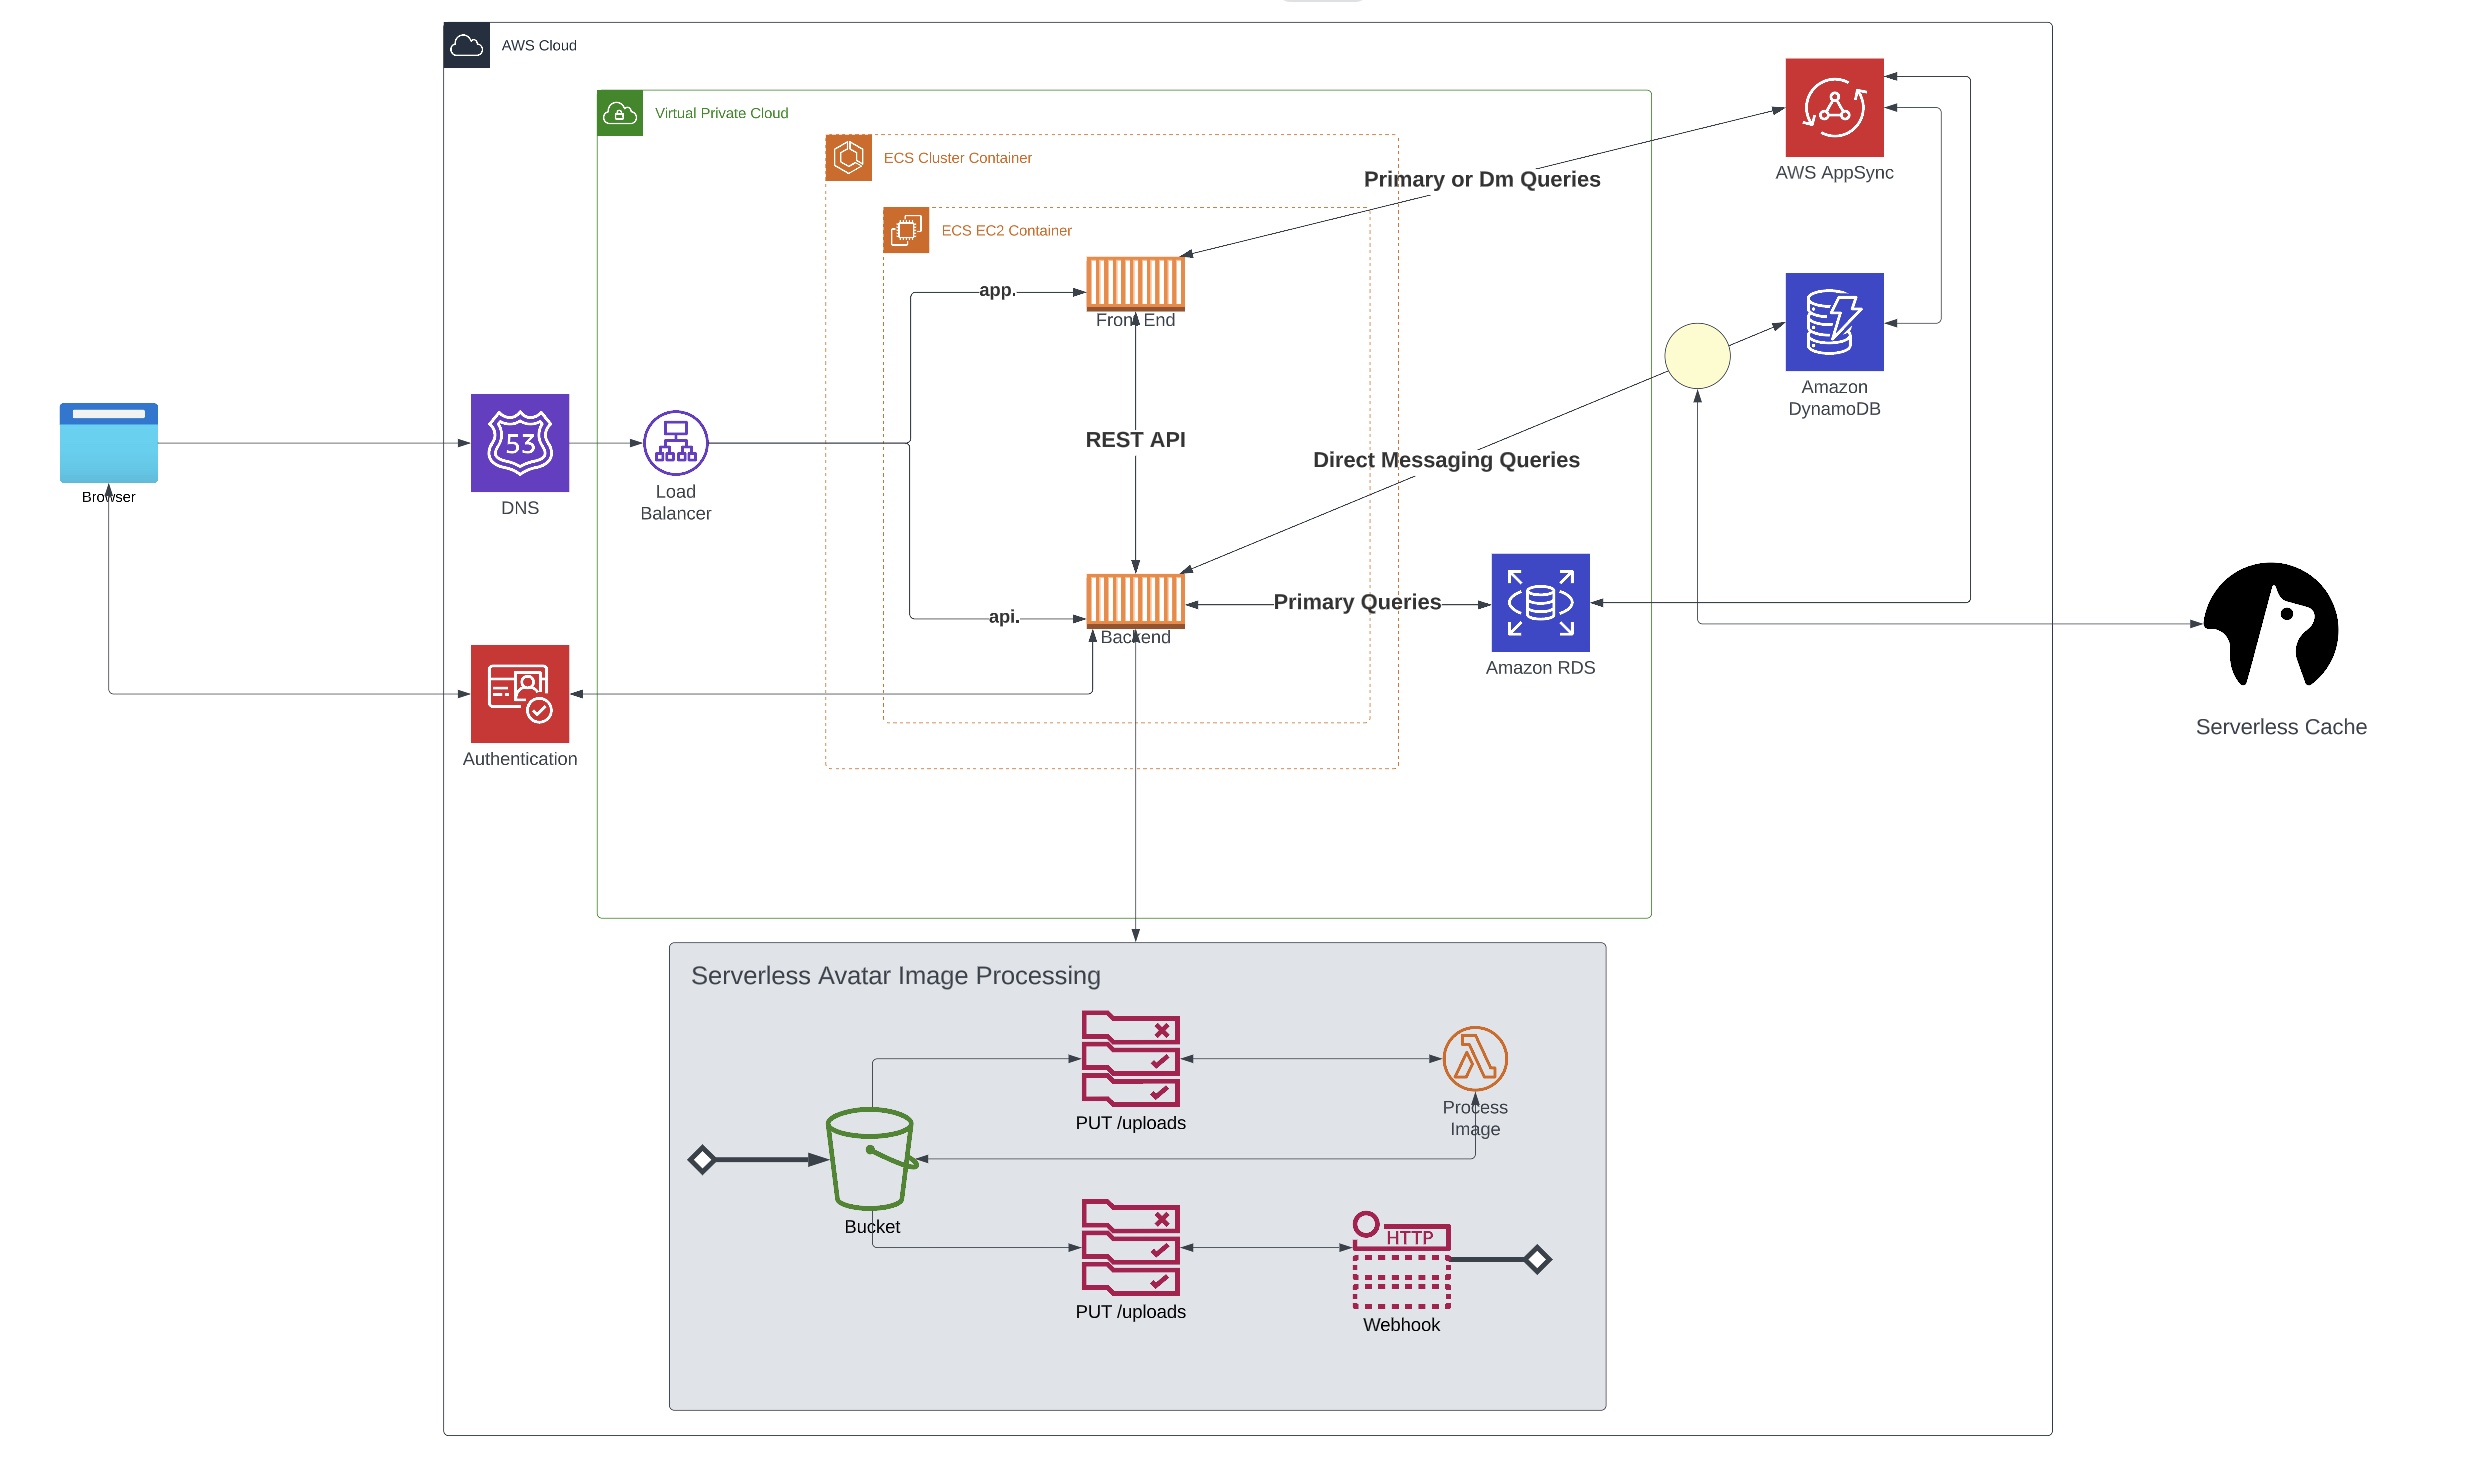 AWS Cloud
Virtual Private Cloud
ECS Cluster Container
ECS EC2 Container
AWS AppSync
Primary or Dm Queries
app.
Front End
Amazon
DynamoDB
REST API
Direct Messaging Queries
Browser
53
DNS
Load
Balancer
api.
Backend
Primary Queries
Amazon RDS
Authentication
Serverless Cache
Serverless Avatar Image Processing
PUT /uploads
Process
Image
Bucket
PUT /uploads
HTTP
Webhook